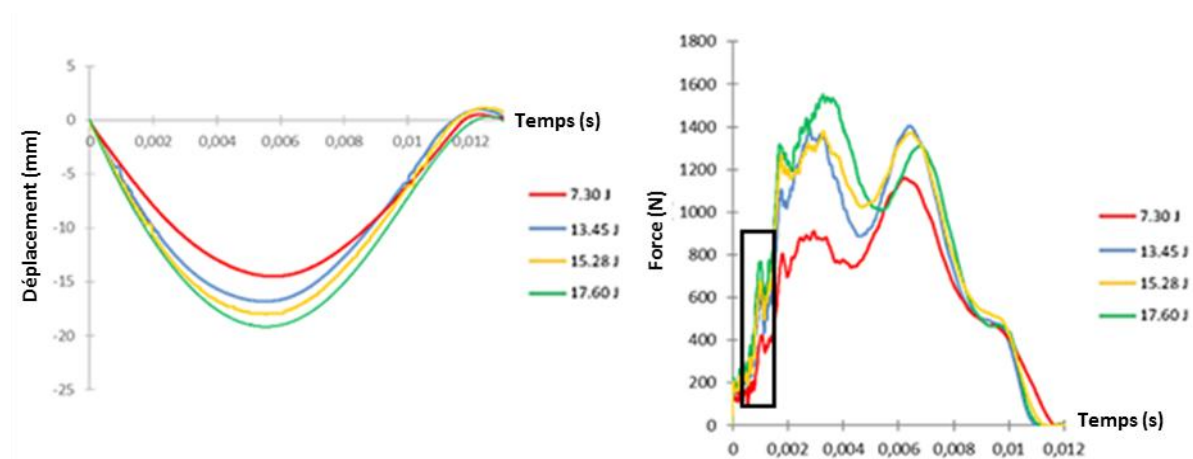 5
0
Temps (s)
0
0,002
0,004
0,006
0,008
0,01
0,012
-5
-10
-15
-20
-25
Déplacement (mm)
7.30 J
13.45 J
15.28 J
17.60 J
1800
1600
1400
1200
1000
800
600
400
200
0
Force (N)
0
0,002
0,004
0,006
0,008
0,01
0,012
Temps (s)
7.30 J
13.45 J
15.28 J
17.60 J